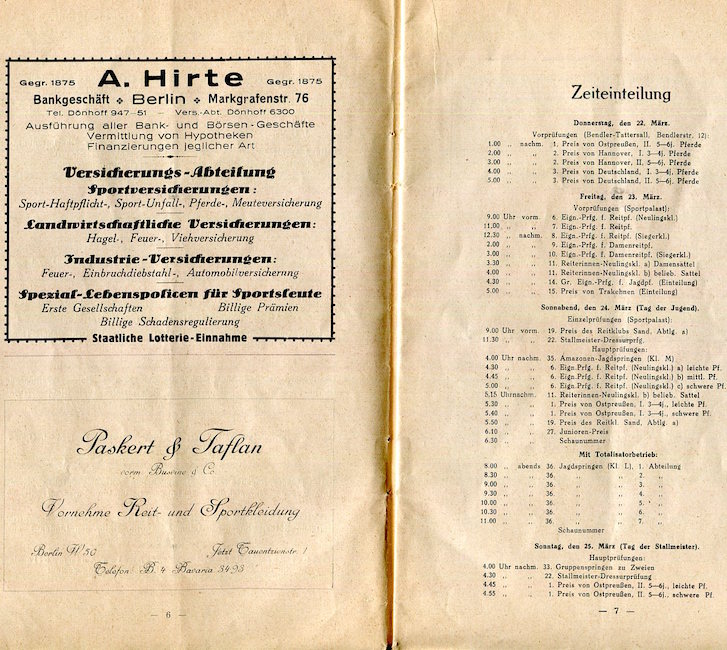 Gegr. 1875 A. Hirte Gegr. 1875
Bankgeschäft ❖ Berlin ❖ Markgrafenstr. 76
Tel. Dönhoff 947—51 — Vers.-Abt. Dönhoff 6300
Ausführung aller Bank- und Börsen-Geschäfte
Vermittlung von Hypotheken
Finanzierungen jeglicher Art
Versicherungs-Abteilung
Sportversicherungen:
Sport-Haftpflicht-, Sport-Unfall-, Pferde-, Meuteversicherung
Landwirtschaftliche Versicherungen:
Hagel-, Feuer-, Viehversicherung
Industrie-Versicherungen:
Feuer-, Einbruchdiebstahl-, Automobilversicherung
Spezial-Lebenspolicen für Sportsleute
Erste Gesellschaften Billige Prämien
Billige Schadensregulierung
Staatliche Lotterie-Einnahme
Paskert & Taflan
vorm. Busvine & Co.
Vornehme Reit- und Sportkleidung
Berlin W/50 Jetzt Tauentzienstr. 1
Telefon: B. 4 Bavaria 3493
— 6 —
Zeiteinteilung
Donnerstag, den 22. März.
Vorprüfungen (Bendler-Tattersall, Bendlerstr. 12):
1.00 „ nachm. 1. Preis von Ostpreußen, II. 5—6j. Pferde
2.00 „ „ 2. Preis von Hannover, I. 3—4j. Pferde
3.00 „ „ 2. Preis von Hannover, II. 5—6j. Pferde
4.00 „ „ 3. Preis von Deutschland, I. 3—4j. Pferde
5.00 „ „ 3. Preis von Deutschland, II. 5—6j. Pferde
Freitag, den 23. März.
Vorprüfungen (Sportpalast):
9.00 Uhr vorm. 6. Eign.-Prfg. f. Reitpf. (Neulingskl.)
11.00 „ „ 7. Eign.-Prfg. f. Reitpf.
12.30 „ nachm. 8. Eign.-Prfg. f. Reitpf. (Siegerkl.)
2.00 „ „ 9. Eign.-Prfg. f. Damenreitpf.
3.00 „ „ 10. Eign.-Prfg. f. Damenreitpf. (Siegerkl.)
3.30 „ „ 11. Reiterinnen-Neulingskl. a) Damensattel
4.00 „ „ 11. Reiterinnen-Neulingskl. b) belieb. Sattel
4.30 „ „ 14. Gr. Eign.-Prfg. f. Jagdpf. (Einteilung)
5.00 „ „ 15. Preis von Trakehnen (Einteilung)
Sonnabend, den 24. März (Tag der Jugend).
Einzelprüfungen (Sportpalast):
9.00 Uhr vorm. 19. Preis des Reitklubs Sand, Abtlg. a)
11.30 „ „ 22. Stallmeister-Dressurprfg.
Hauptprüfungen:
4.00 Uhr nachm. 35. Amazonen-Jagdspringen (Kl. M)
4.30 „ „ 6. Eign.Prfg. f. Reitpf. (Neulingskl.) a) leichte Pf.
4.45 „ „ 6. Eign.Prfg. f. Reitpf. (Neulingskl.) b) mittl. Pf.
5.00 „ „ 6. Eign.Prfg. f. Reitpf. (Neulingskl.) c) schwere Pf.
5.15 Uhrnachm. 11. Reiterinnen-Neulingskl. b) belieb. Sattel
5.30 „ „ 1. Preis von Ostpreußen, I. 3—4j., leichte Pf.
5.40 „ „ 1. Preis von Ostpreußen, I. 3—4j., schwere Pf.
5.50 „ „ 19. Preis des Reitkl. Sand, Abtlg. a)
6.10 „ „ 27. Junioren-Preis
6.30 „ „ Schaunummer
Mit Totalisatorbetrieb:
8.00 „ abends 36. Jagdspringen (Kl. L), 1. Abteilung
8.30 „ „ 36. „ „ 2. „
9.00 „ „ 36. „ „ 3. „
9.30 „ „ 36. „ „ 4. „
10.00 „ „ 36. „ „ 5. „
10.30 „ „ 36. „ „ 6. „
11.00 „ „ 36. „ „ 7. „
Schaunummer
Sonntag, den 25. März (Tag der Stallmeister).
Hauptprüfungen:
4.00 Uhr nachm. 33. Gruppenspringen zu Zweien
4.30 „ „ 22. Stallmeister-Dressurprüfung
4.45 „ „ 1. Preis von Ostpreußen, II. 5—6j., leichte Pf.
4.55 „ „ 1. Preis von Ostpreußen, II. 5—6j., schwere Pf.
— 7 —